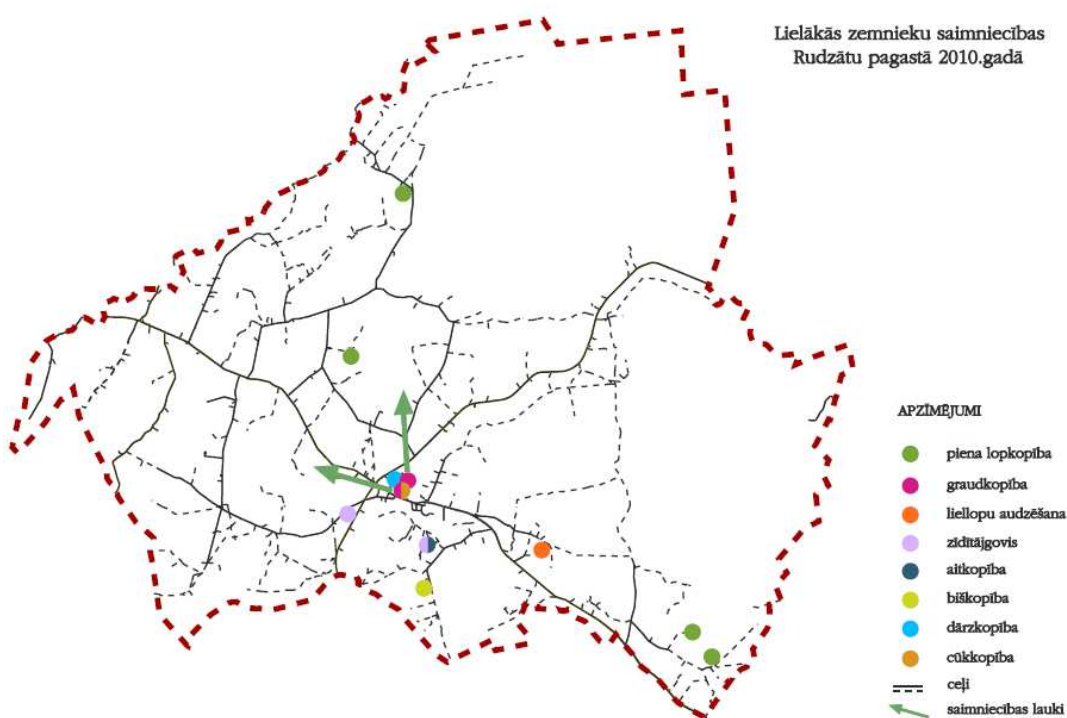 Lielākās zemnieku saimniecības
Rudzātu pagastā 2010.gadā
APZĪMĒJUMI
piena lopkopība
graudkopība
liellopu audzēšana
zīdītājgovis
aitkopība
biškopība
dārzkopība
cūkkopība
ceļi
saimniecības lauki